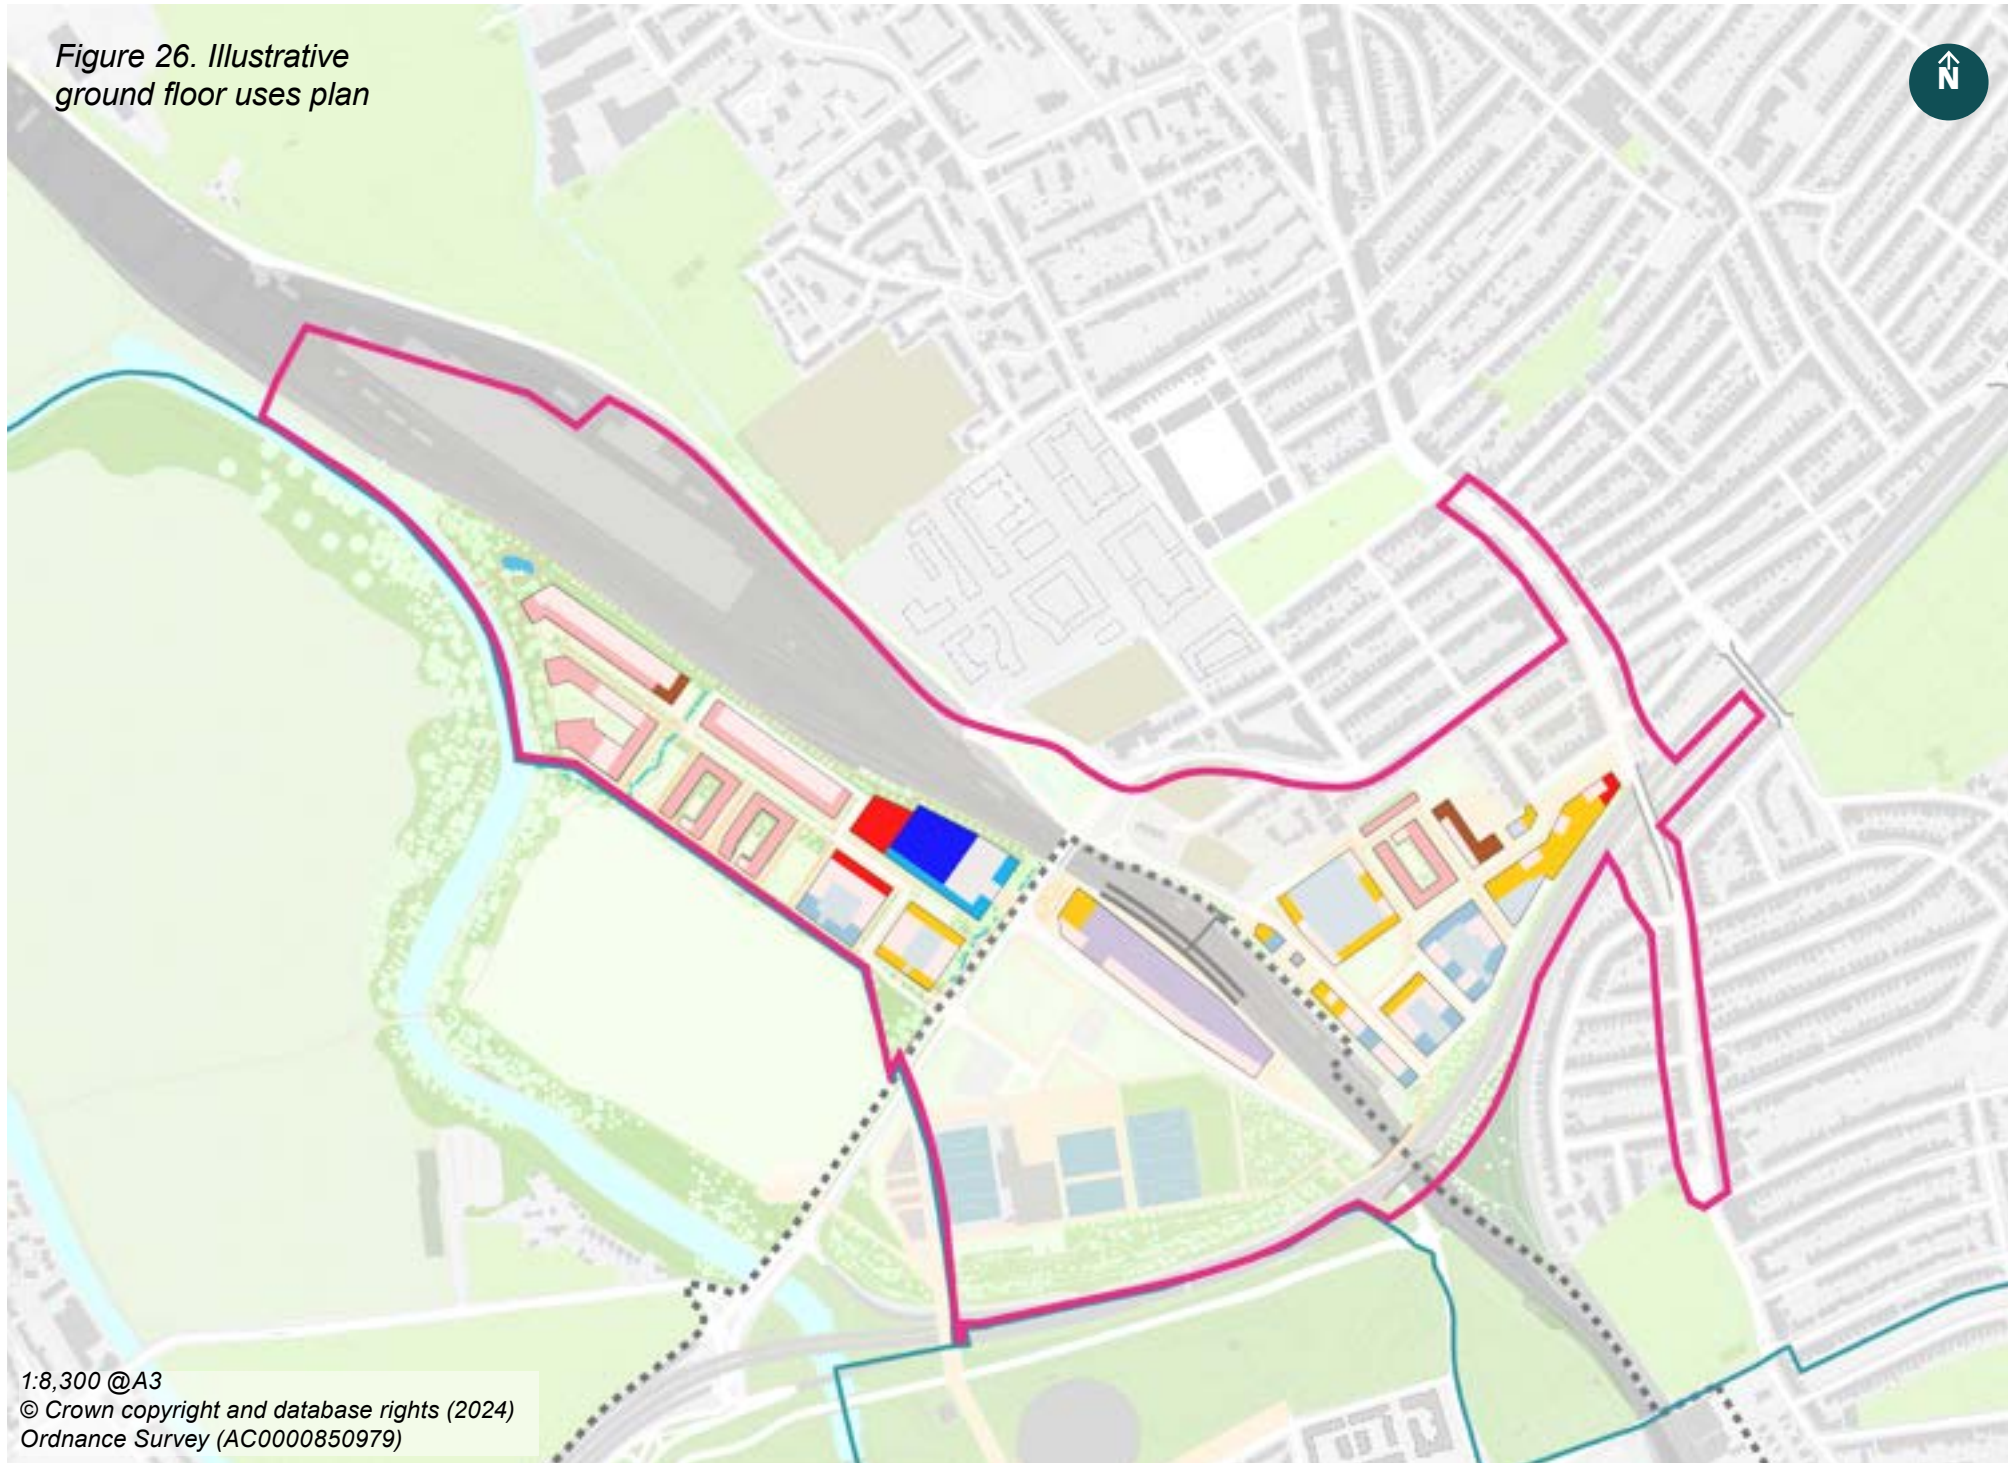 Figure 26. Illustrative
ground floor uses plan
N
1:8,300 @A3
© Crown copyright and database rights (2024)
Ordnance Survey (AC0000850979)